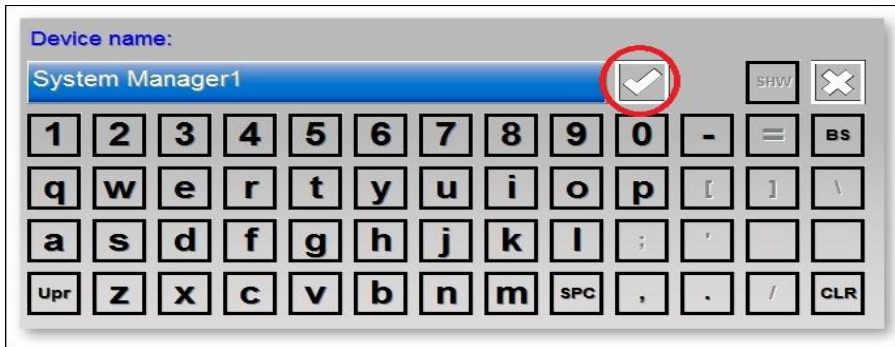 Device name:
System Manager1
SHW
1 2 3 4 5 6 7 8 9 0 - = BS
q w e r t y u i o p [ ] \
a s d f g h j k l ; '
Upr z x c v b n m SPC , . / CLR